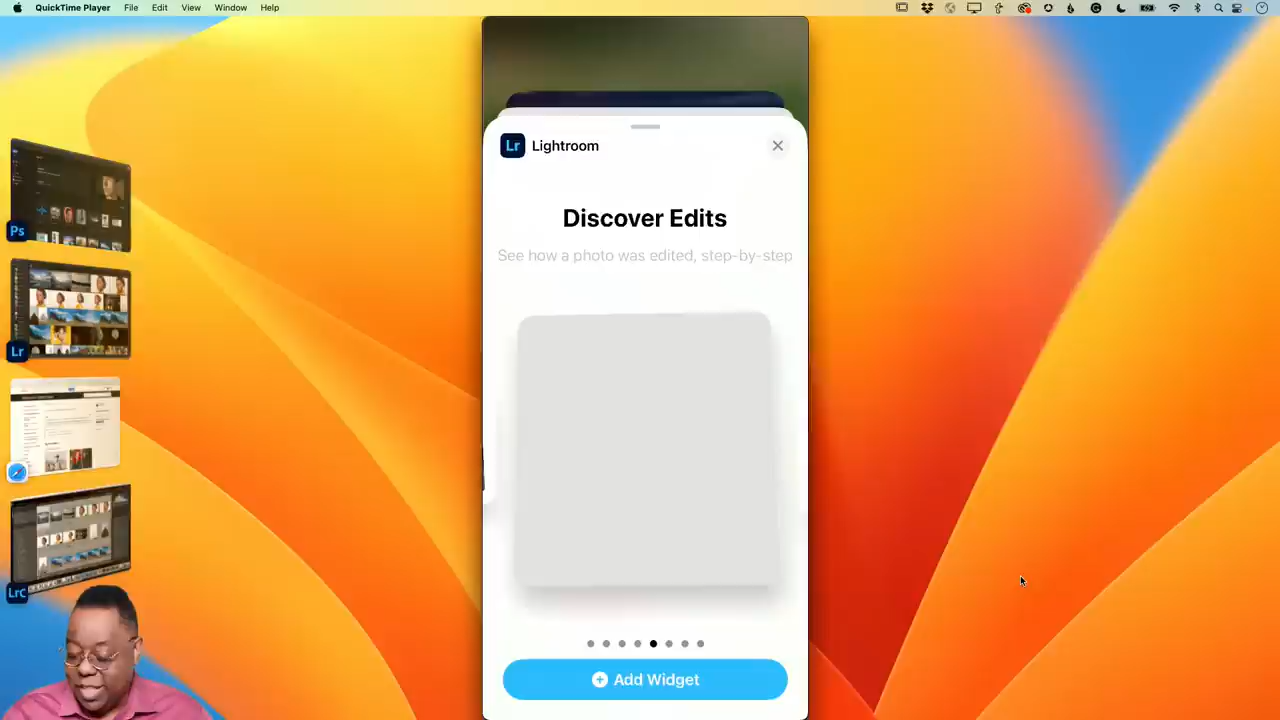 QuickTime Player File Edit View Window Help
Lr Lightroom
Discover Edits
See how a photo was edited, step-by-step
Ps
Lr
LrC
Add Widget